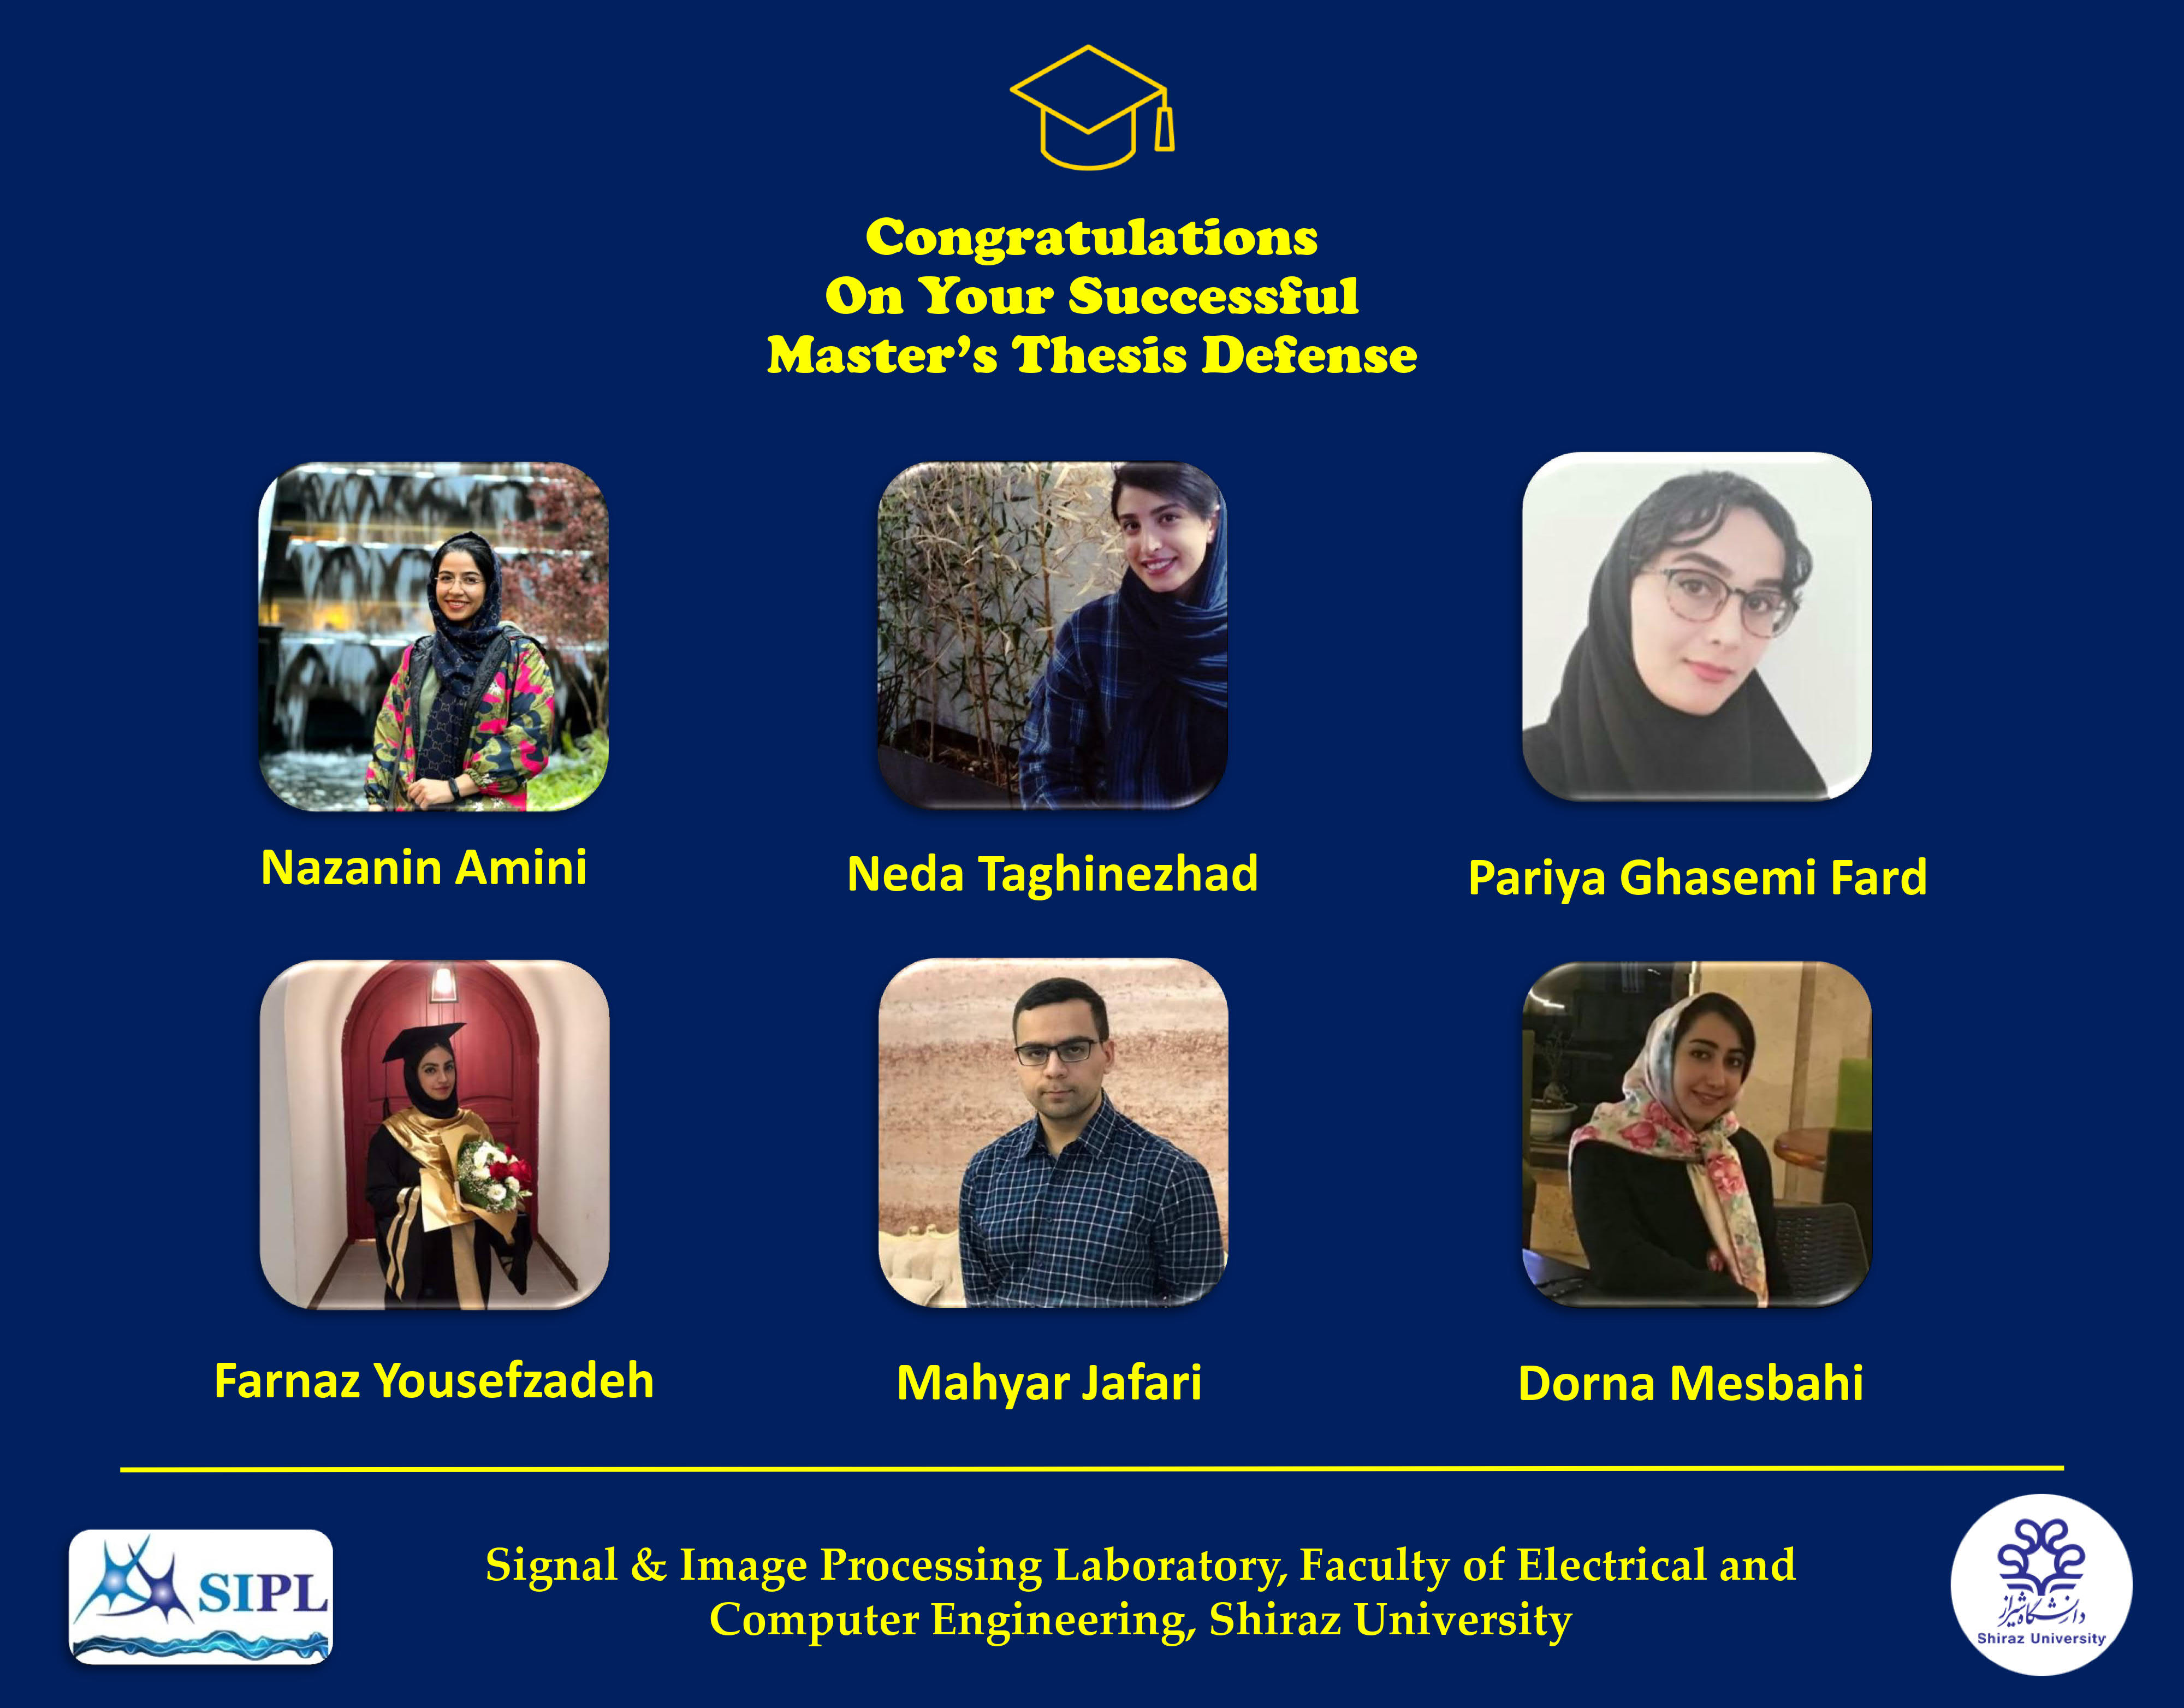 Congratulations
On Your Successful
Master's Thesis Defense
Nazanin Amini
Neda Taghinezhad
Pariya Ghasemi Fard
Farnaz Yousefzadeh
Mahyar Jafari
Dorna Mesbahi
SIPL
Signal & Image Processing Laboratory, Faculty of Electrical and
Computer Engineering, Shiraz University
دانشگاه شیراز
Shiraz University